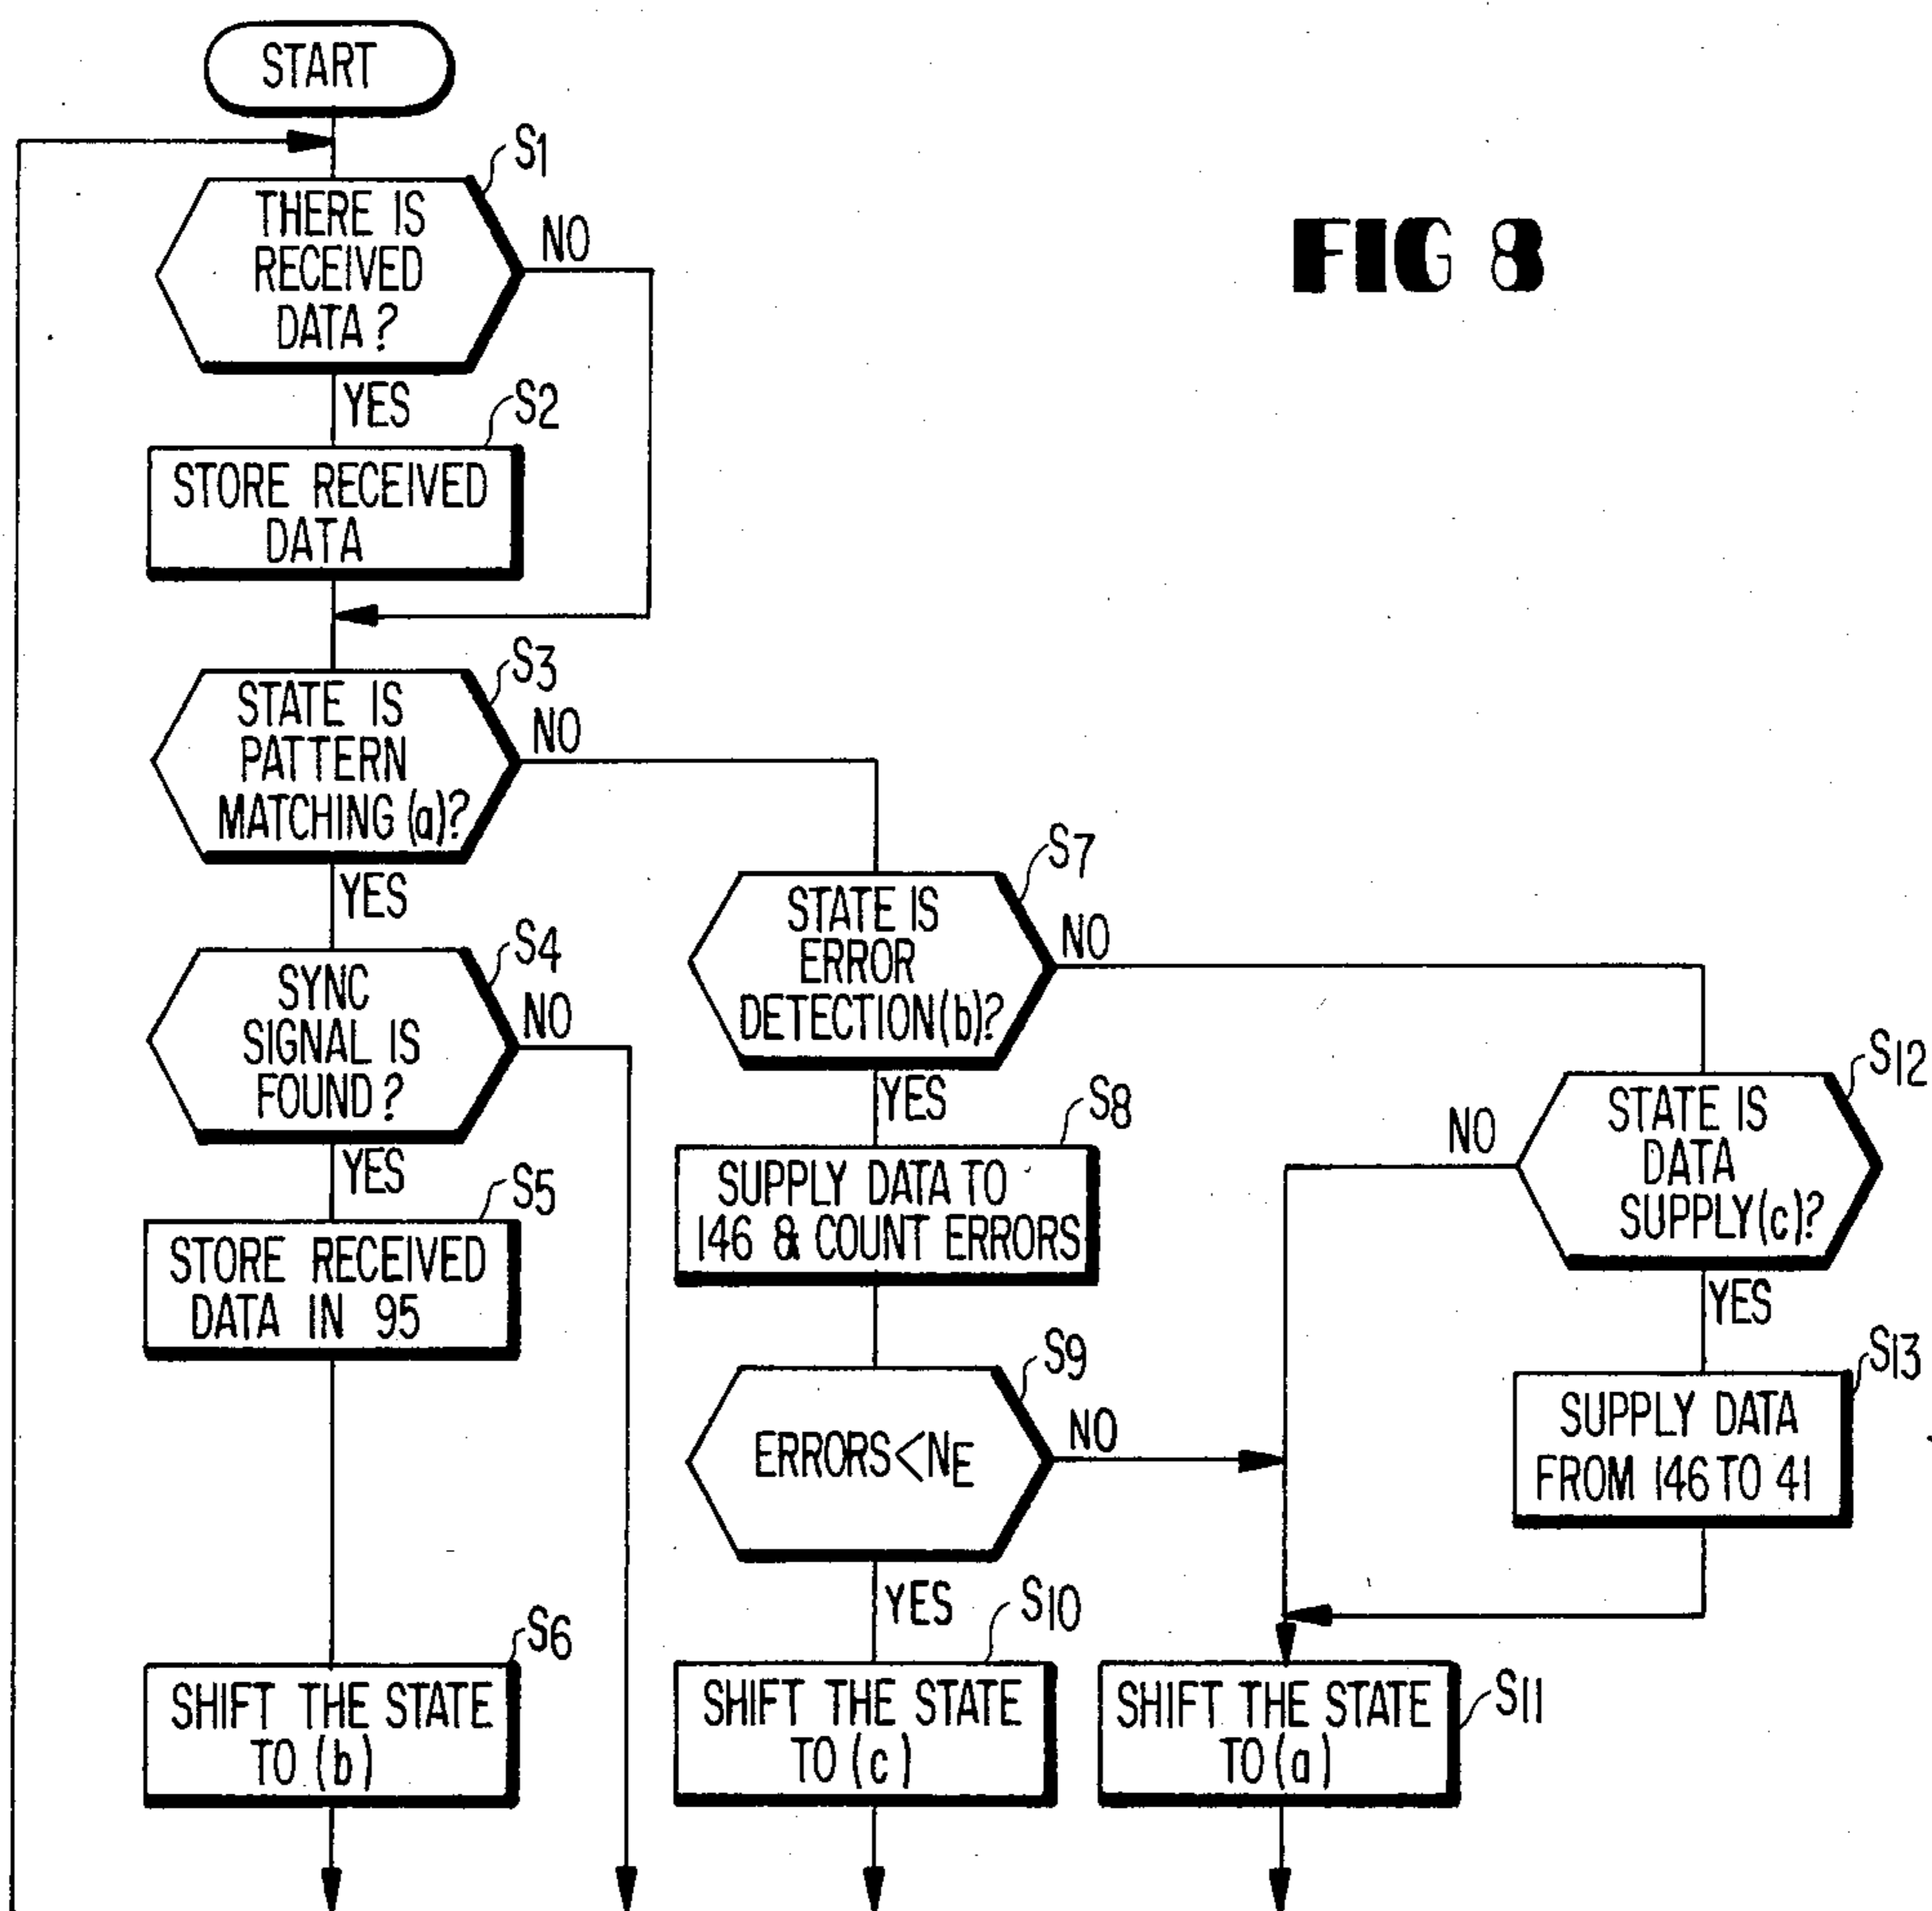 START
S1
THERE IS
RECEIVED
DATA?
NO
FIG 8
YES
S2
STORE RECEIVED
DATA
S3
STATE IS
PATTERN
MATCHING (a)?
NO
YES
S7
STATE IS
ERROR
DETECTION(b)?
NO
S4
SYNC
SIGNAL IS
FOUND?
NO
YES
S12
STATE IS
DATA
SUPPLY(c)?
NO
YES
S8
SUPPLY DATA TO
146 & COUNT ERRORS
YES
S5
STORE RECEIVED
DATA IN 95
S9
ERRORS<NE
NO
YES
S13
SUPPLY DATA
FROM 146 TO 41
S6
SHIFT THE STATE
TO (b)
S10
SHIFT THE STATE
TO (c)
SHIFT THE STATE
TO (a)
S11